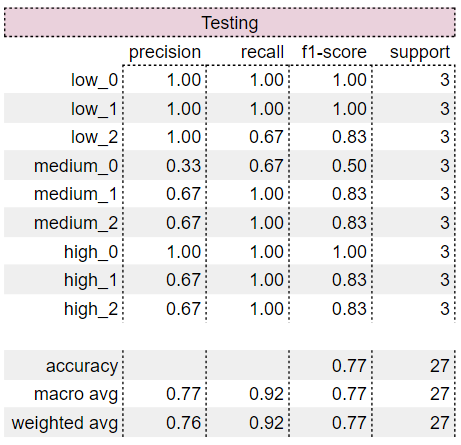 Testing
precision recall f1-score support
low_0 1.00 1.00 1.00 3
low_1 1.00 1.00 1.00 3
low_2 1.00 0.67 0.83 3
medium_0 0.33 0.67 0.50 3
medium_1 0.67 1.00 0.83 3
medium_2 0.67 1.00 0.83 3
high_0 1.00 1.00 1.00 3
high_1 0.67 1.00 0.83 3
high_2 0.67 1.00 0.83 3
accuracy 0.77 27
macro avg 0.77 0.92 0.77 27
weighted avg 0.76 0.92 0.77 27